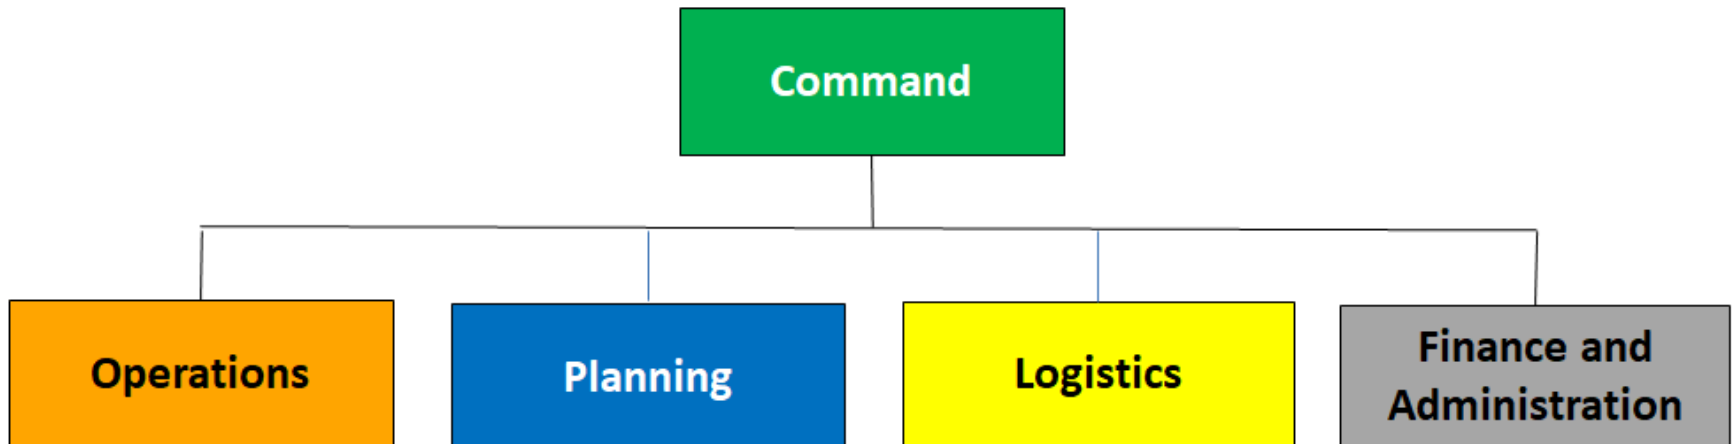 Command
Operations
Planning
Logistics
Finance and
Administration